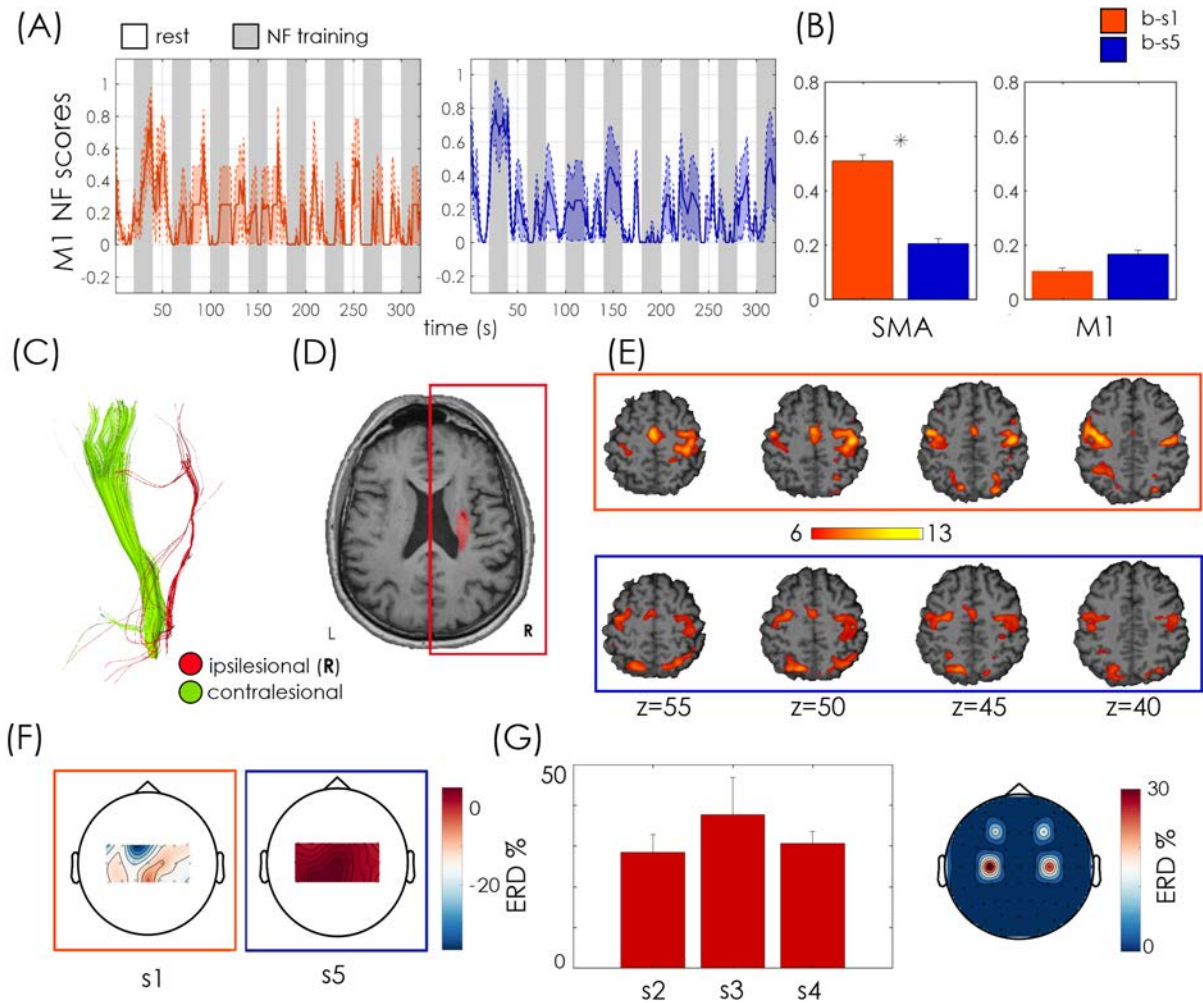 (A)
rest
NF training
M1 NF scores
1
0.8
0.6
0.4
0.2
0
-0.2
50
100
150
200
250
300
1
0.8
0.6
0.4
0.2
0
-0.2
50
100
150
200
250
300
time (s)
(B)
b-s1
b-s5
0.8
0.6
0.4
0.2
0
SMA
0.8
0.6
0.4
0.2
0
M1
*
(C)
ipsilesional (R)
contralesional
(D)
L
R
(E)
6
13
z=55
z=50
z=45
z=40
(F)
s1
s5
0
-20
ERD %
(G)
50
0
s2
s3
s4
30
0
ERD %